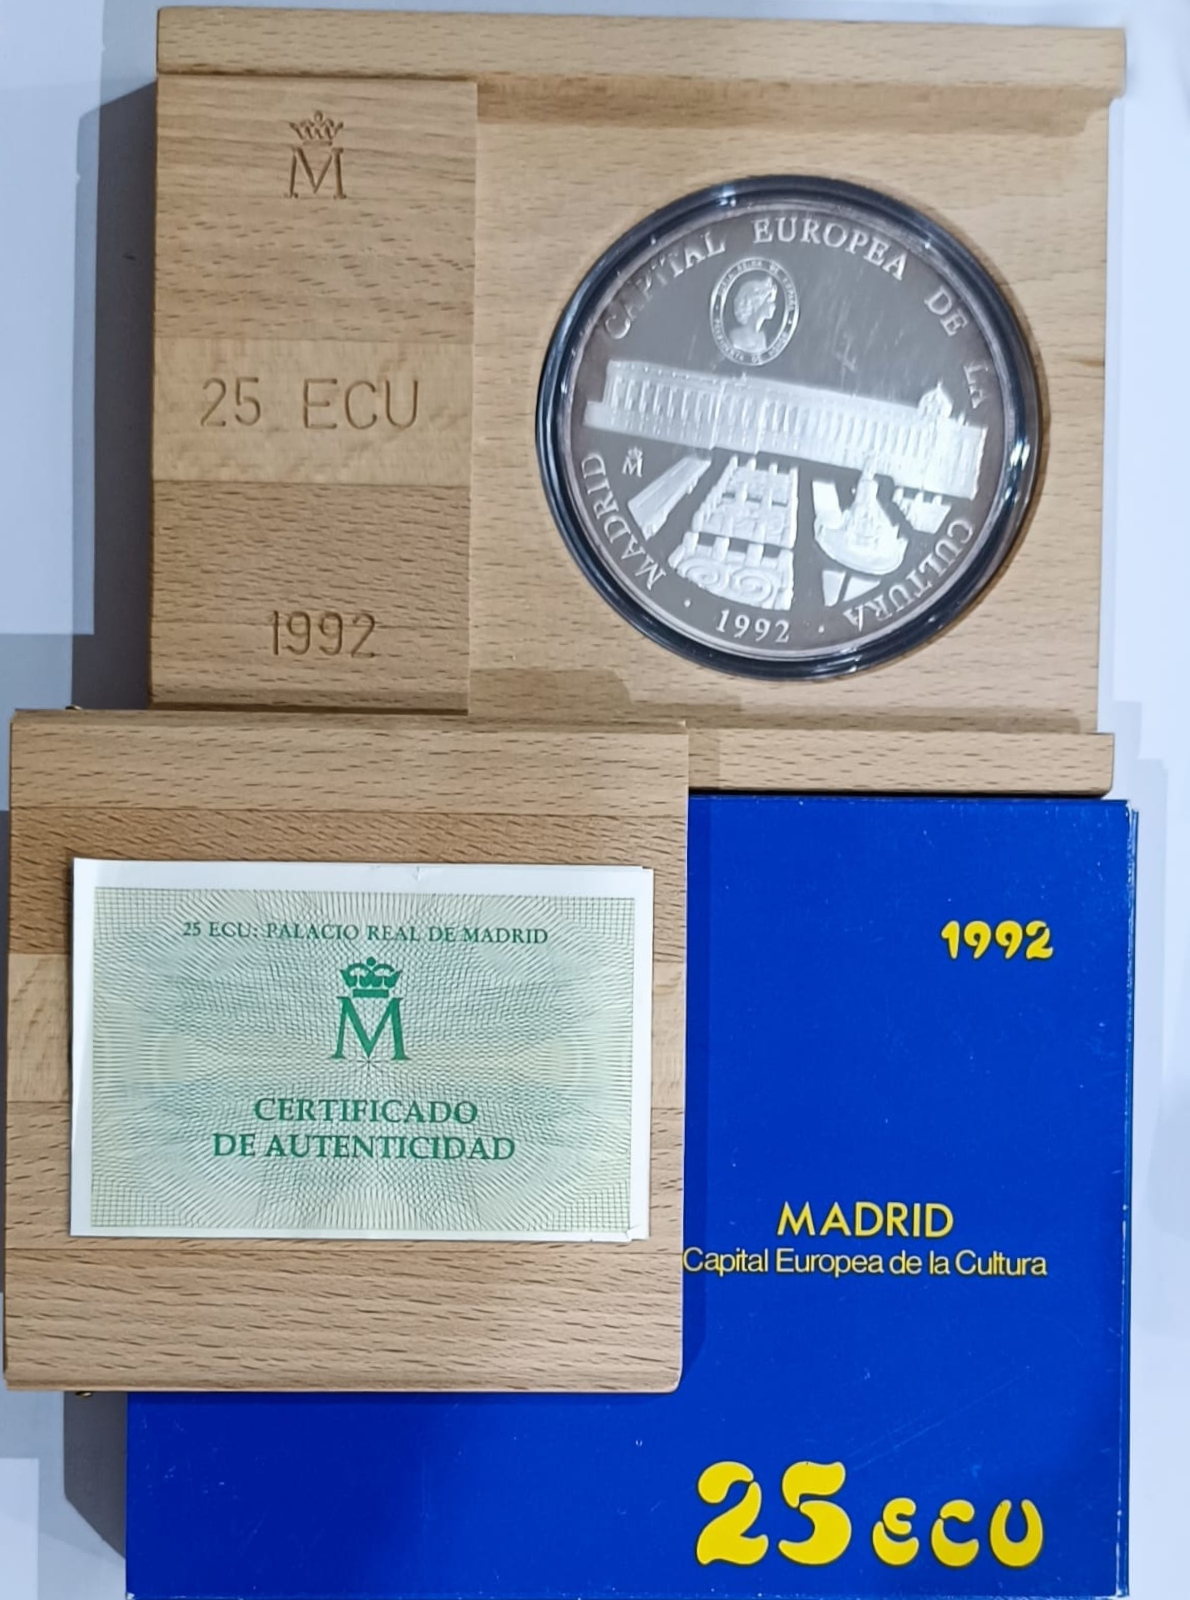 M
25 ECU
1992
CAPITAL EUROPEA DE LA CULTURA
MADRID
M
· 1992 ·
25 ECU: PALACIO REAL DE MADRID
M
CERTIFICADO
DE AUTENTICIDAD
1992
MADRID
Capital Europea de la Cultura
25 ECU